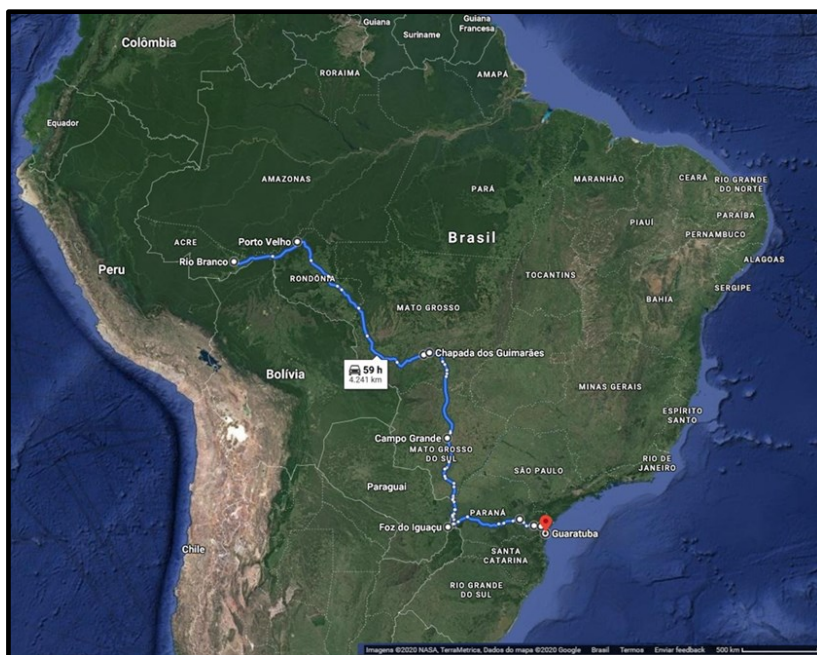 Colômbia
Guiana
Suriname
Guiana
Francesa
RORAIMA
AMAPÁ
Equador
AMAZONAS
PARÁ
MARANHÃO
CEARÁ
RIO GRANDE
DO NORTE
PARAÍBA
PIAUÍ
PERNAMBUCO
ACRE
Porto Velho
Brasil
ALAGOAS
Rio Branco
Peru
RONDÔNIA
TOCANTINS
SERGIPE
BAHIA
MATO GROSSO
Chapada dos Guimarães
59 h
4.241 km
Bolívia
MINAS GERAIS
ESPÍRITO
SANTO
Campo Grande
MATO GROSSO
DO SUL
RIO DE
JANEIRO
SÃO PAULO
Paraguai
PARANÁ
Foz do Iguaçu
Guaratuba
Chile
SANTA
CATARINA
RIO GRANDE
DO SUL
Imagens ©2020 NASA, TerraMetrics, Dados do mapa ©2020 Google Brasil Termos Enviar feedback 500 km